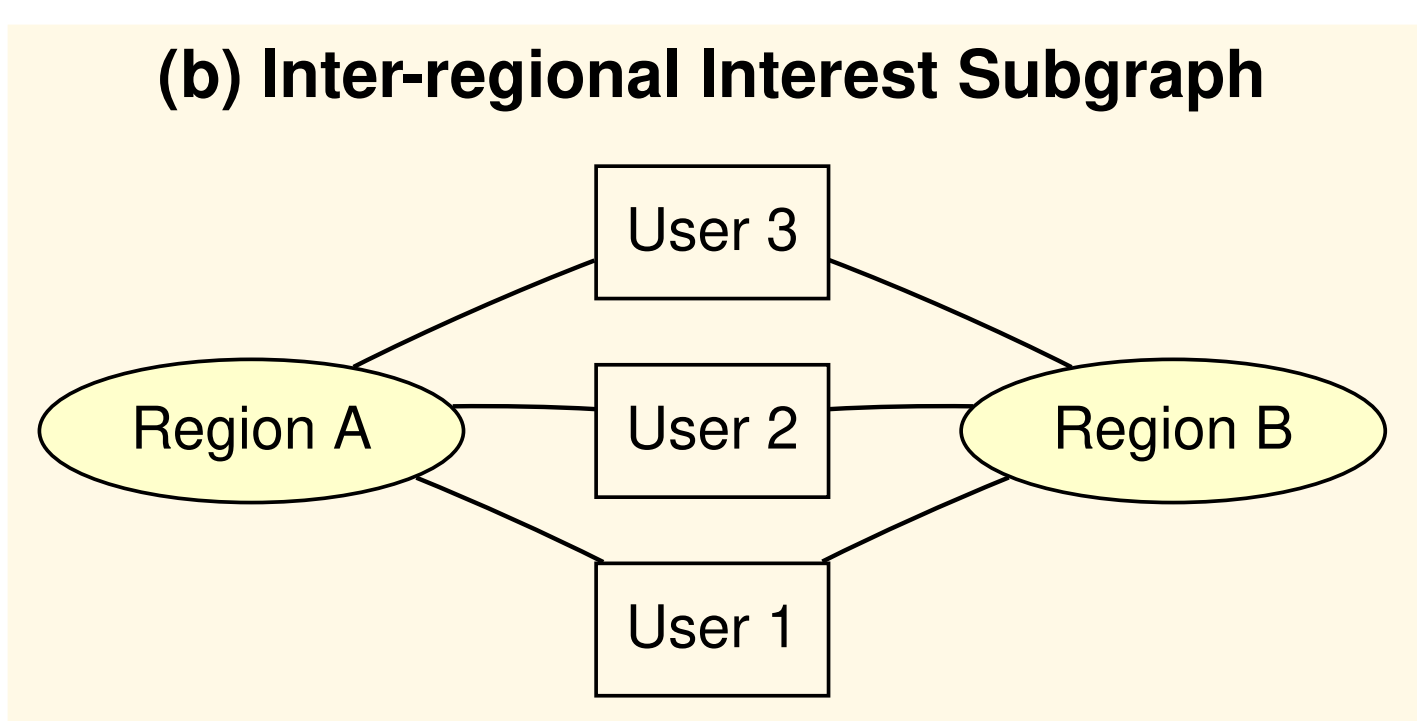 (b) Inter-regional Interest Subgraph
User 3
Region A
User 2
Region B
User 1